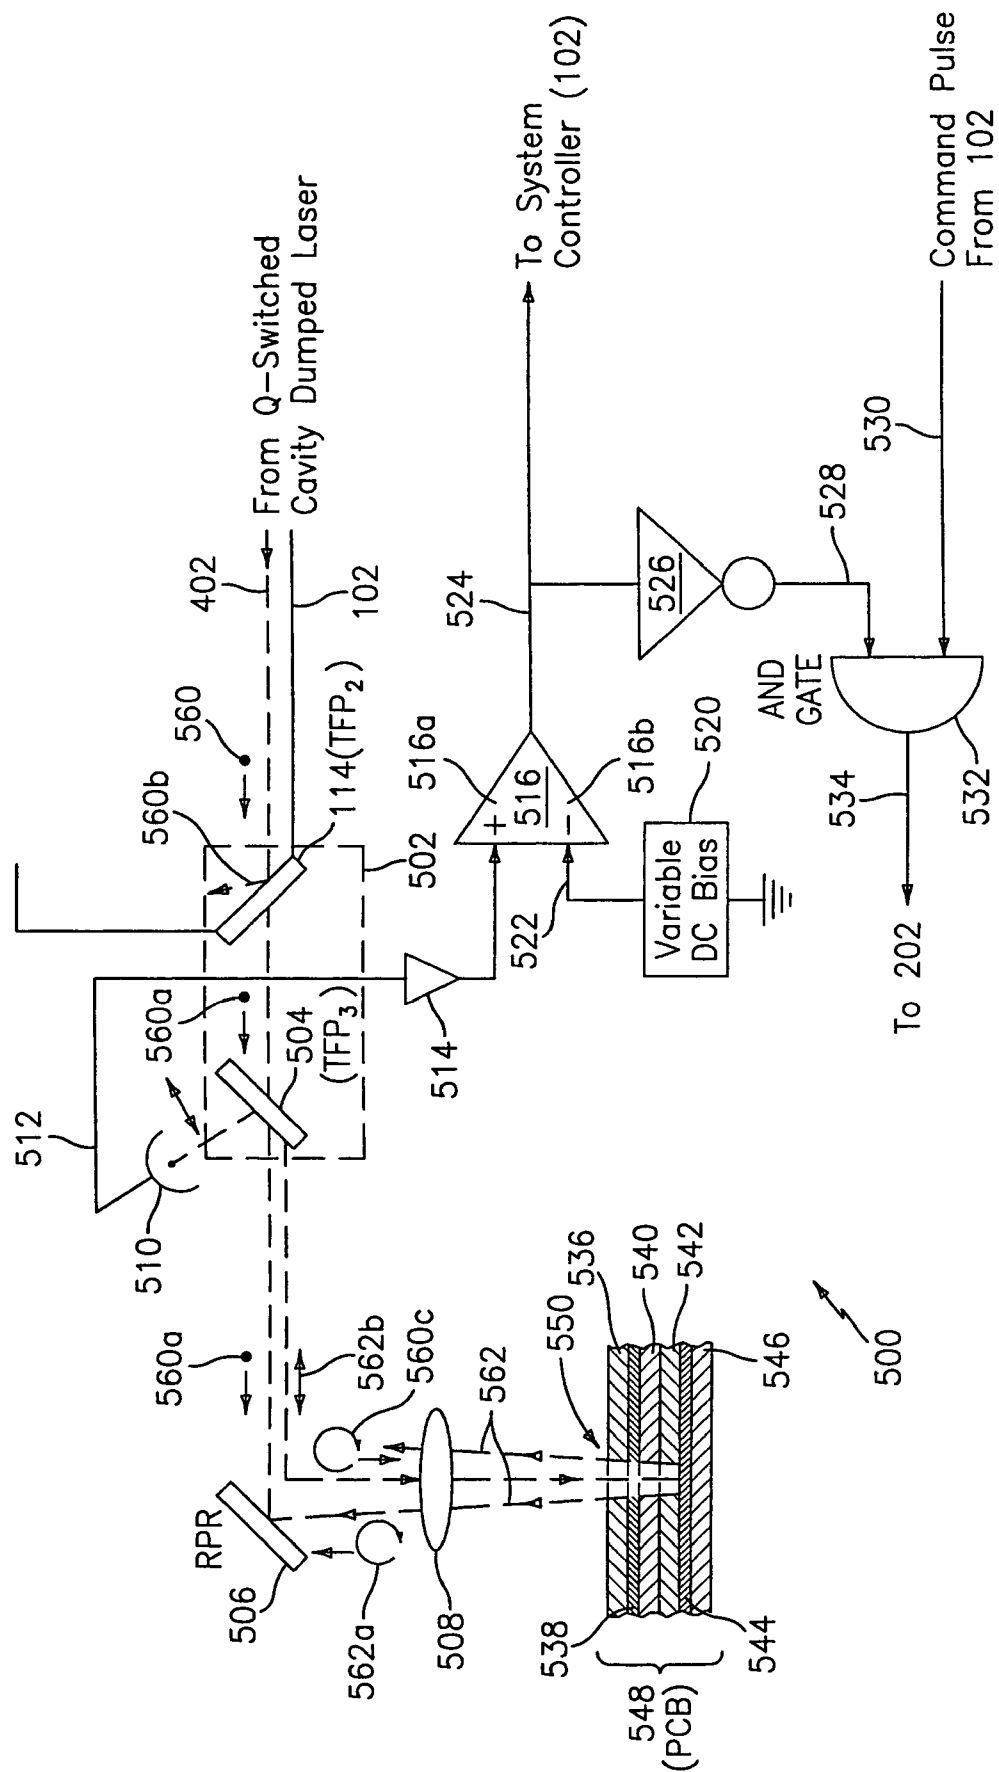 512
510
560a
560b
560
402
From Q-Switched
Cavity Dumped Laser
102
114(TFP₂)
502
504
(TFP₃)
514
560a
562b
560c
RPR
506
562a
508
562
516a
516
516b
+
−
524
To System
Controller (102)
522
Variable
DC Bias
520
526
528
530
Command Pulse
From 102
AND
GATE
532
534
To 202
550
536
540
542
546
538
544
548
(PCB)
500